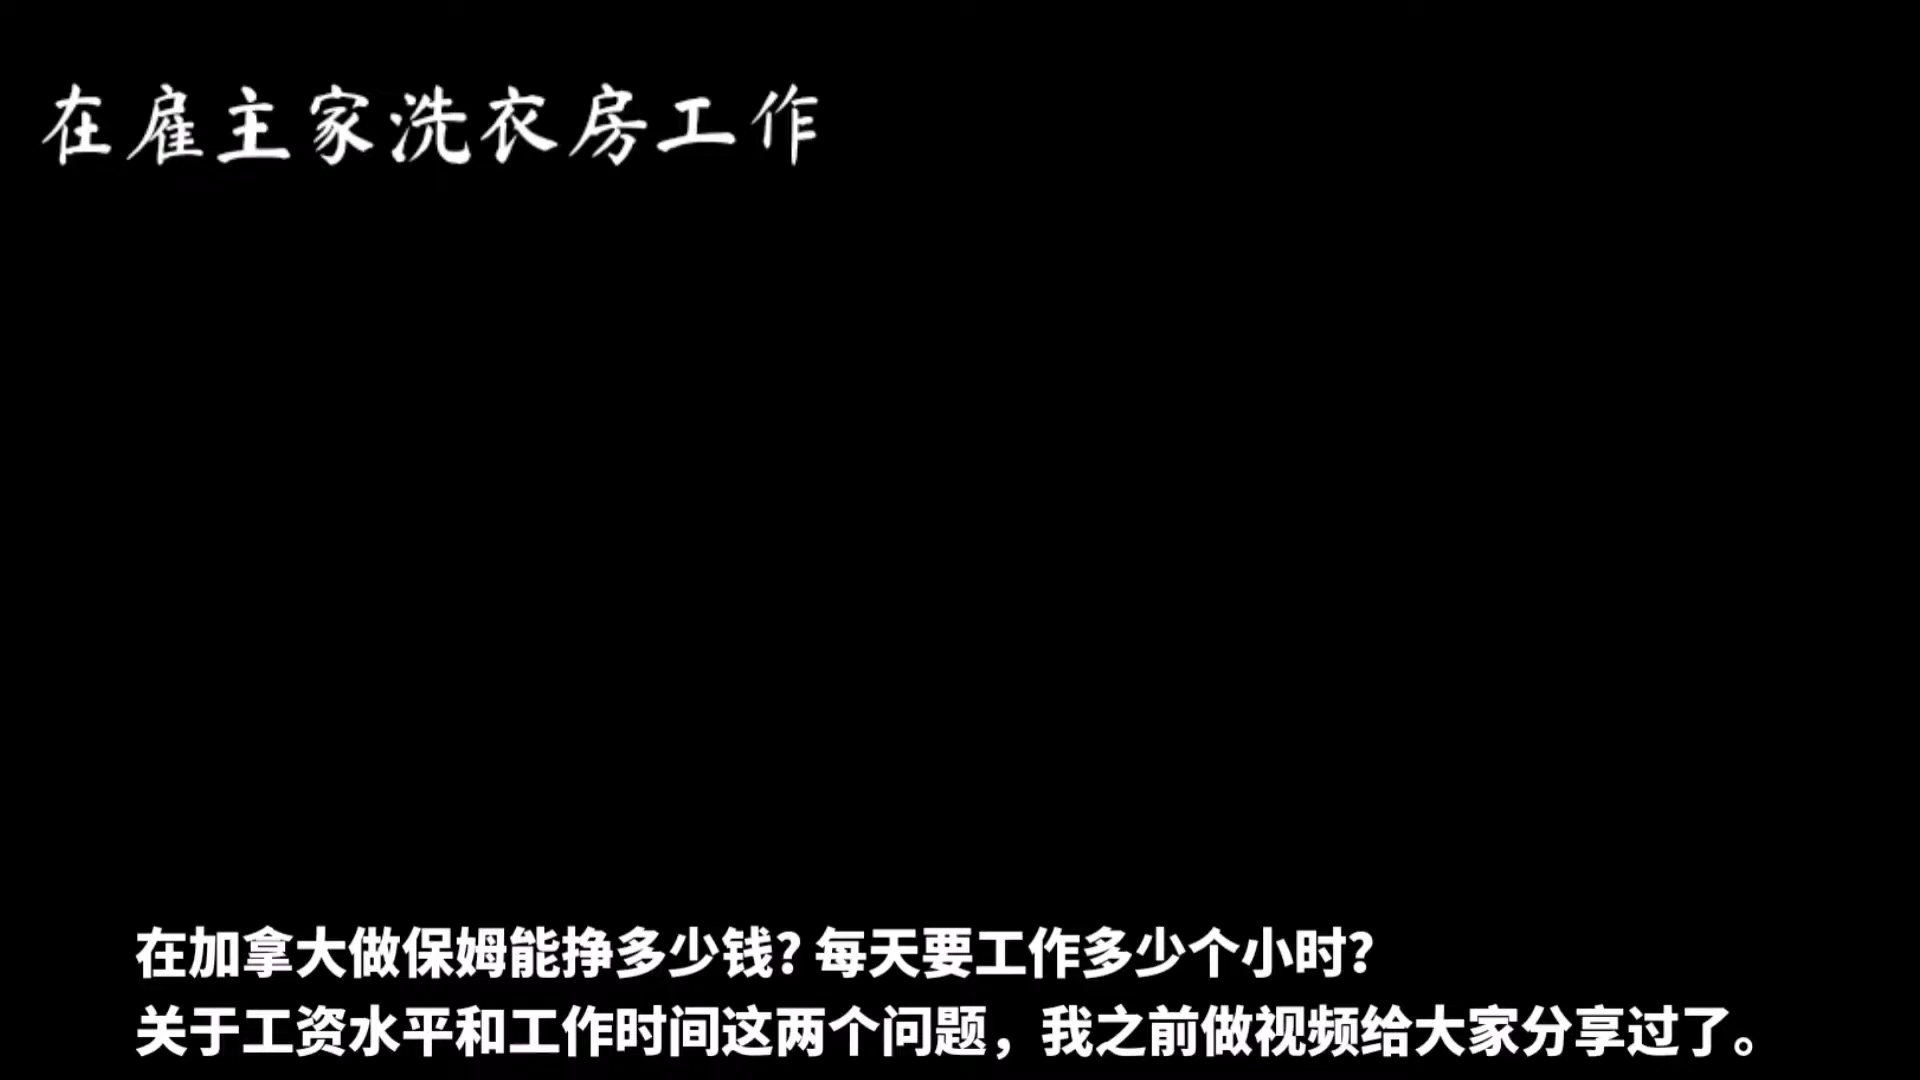 在雇主家洗衣房工作
在加拿大做保姆能挣多少钱? 每天要工作多少个小时?
关于工资水平和工作时间这两个问题，我之前做视频给大家分享过了。